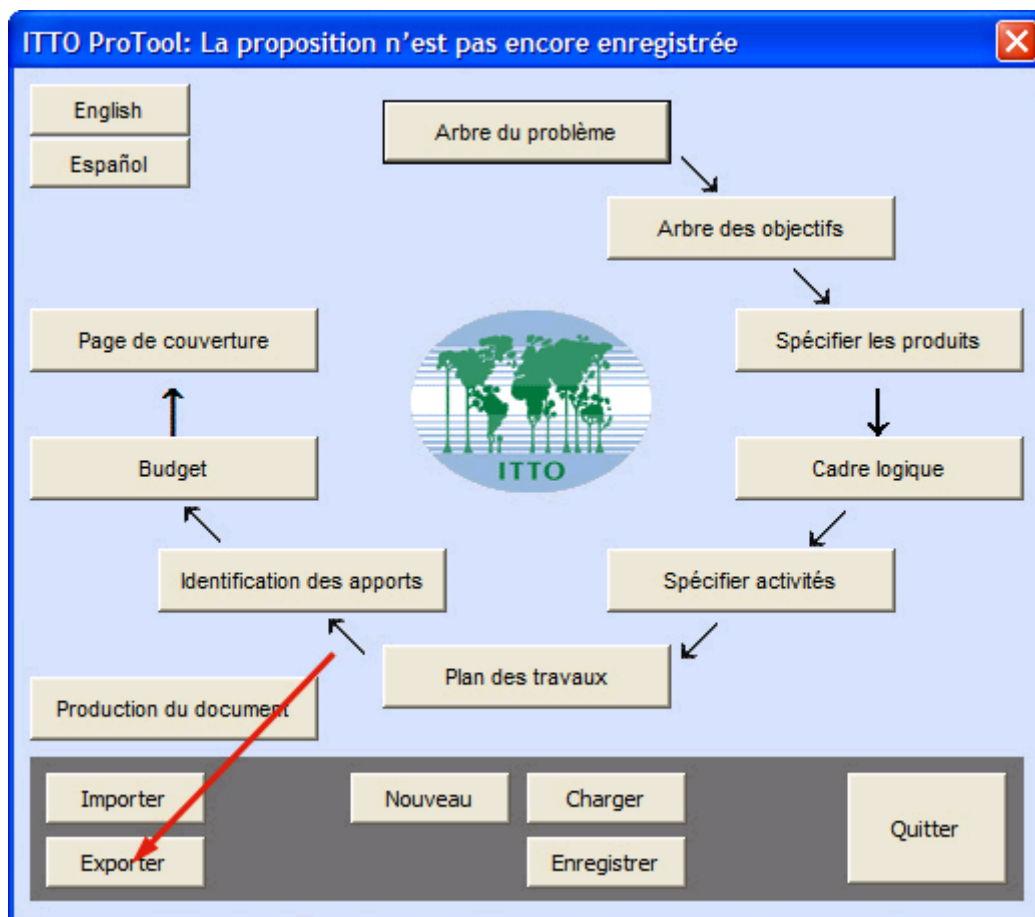 ITTO ProTool: La proposition n'est pas encore enregistrée
English
Español
Arbre du problème
Arbre des objectifs
Page de couverture
Spécifier les produits
ITTO
Budget
Cadre logique
Identification des apports
Spécifier activités
Plan des travaux
Production du document
Importer
Nouveau
Charger
Quitter
Exporter
Enregistrer